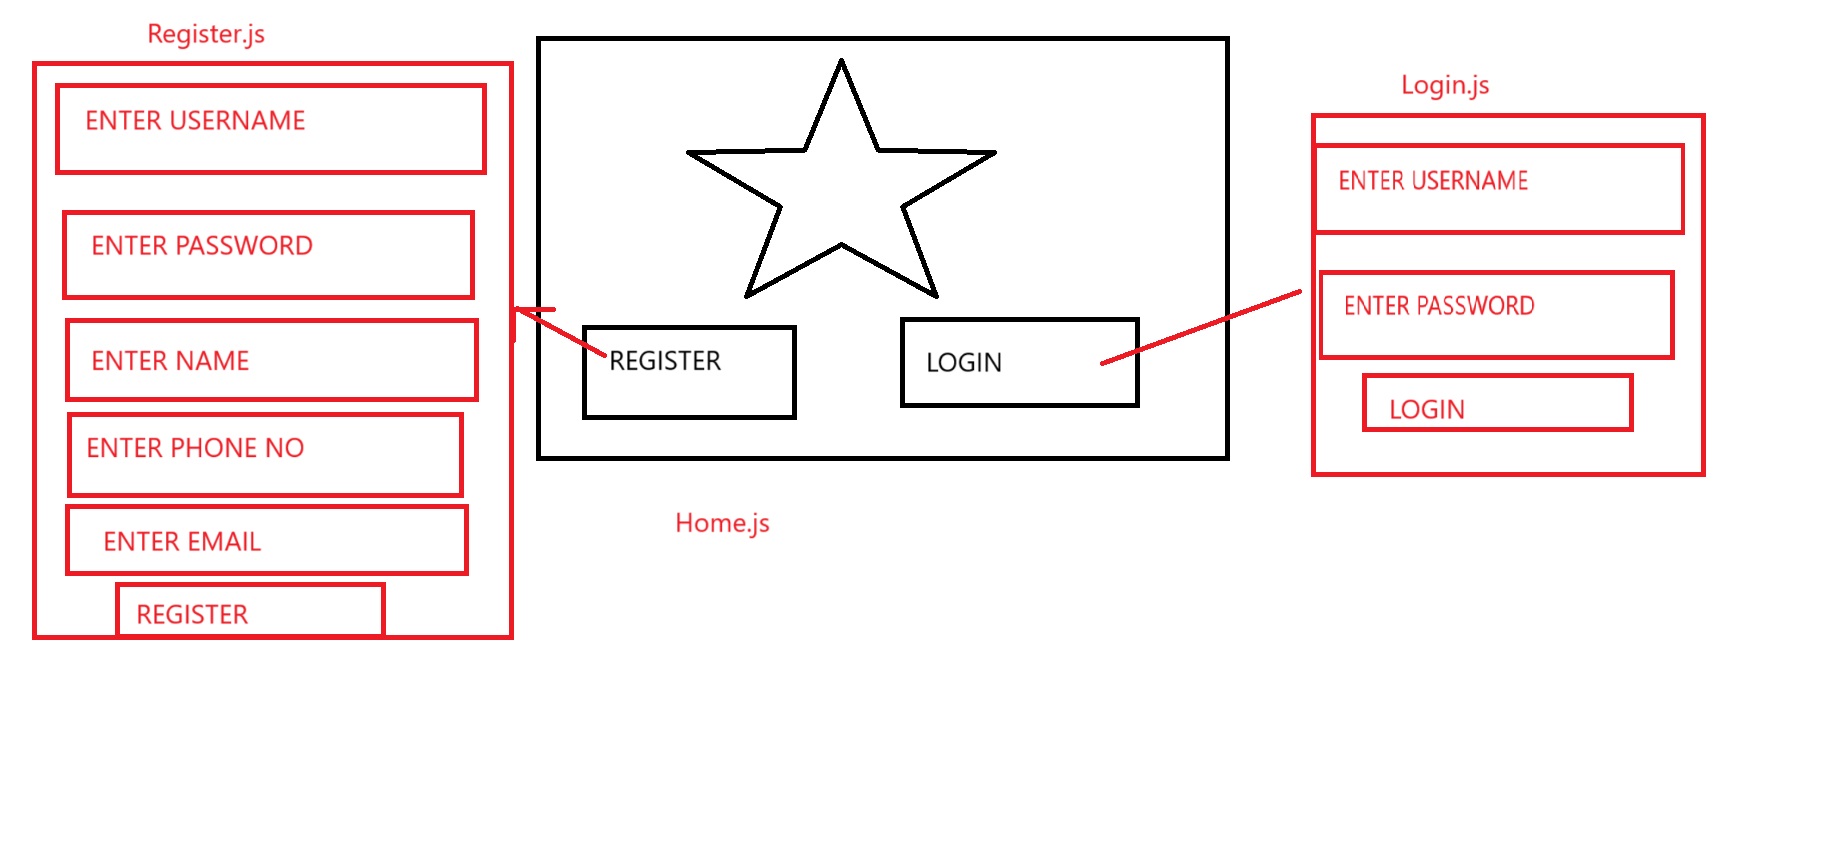 Register.js
ENTER USERNAME
ENTER PASSWORD
ENTER NAME
ENTER PHONE NO
ENTER EMAIL
REGISTER
REGISTER
LOGIN
Home.js
Login.js
ENTER USERNAME
ENTER PASSWORD
LOGIN